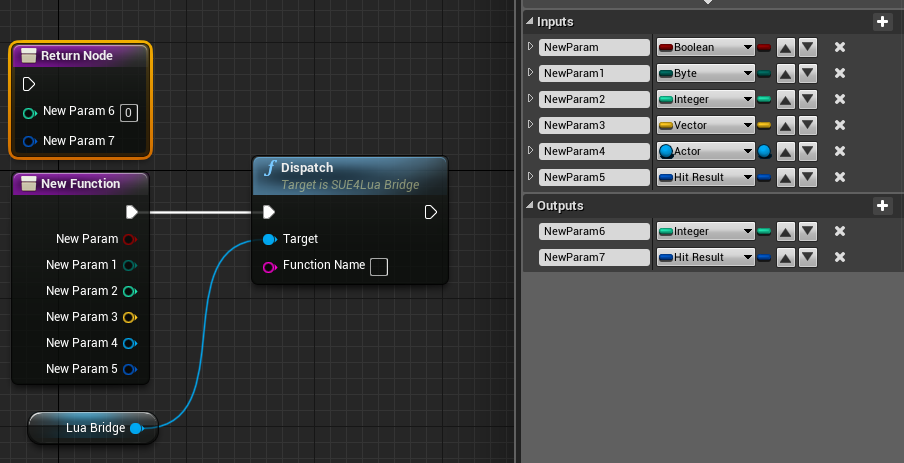 Return Node
New Param 6 0
New Param 7
New Function
New Param
New Param 1
New Param 2
New Param 3
New Param 4
New Param 5
Lua Bridge
f Dispatch
Target is SUE4Lua Bridge
Target
Function Name
Inputs
NewParam Boolean
NewParam1 Byte
NewParam2 Integer
NewParam3 Vector
NewParam4 Actor
NewParam5 Hit Result
Outputs
NewParam6 Integer
NewParam7 Hit Result